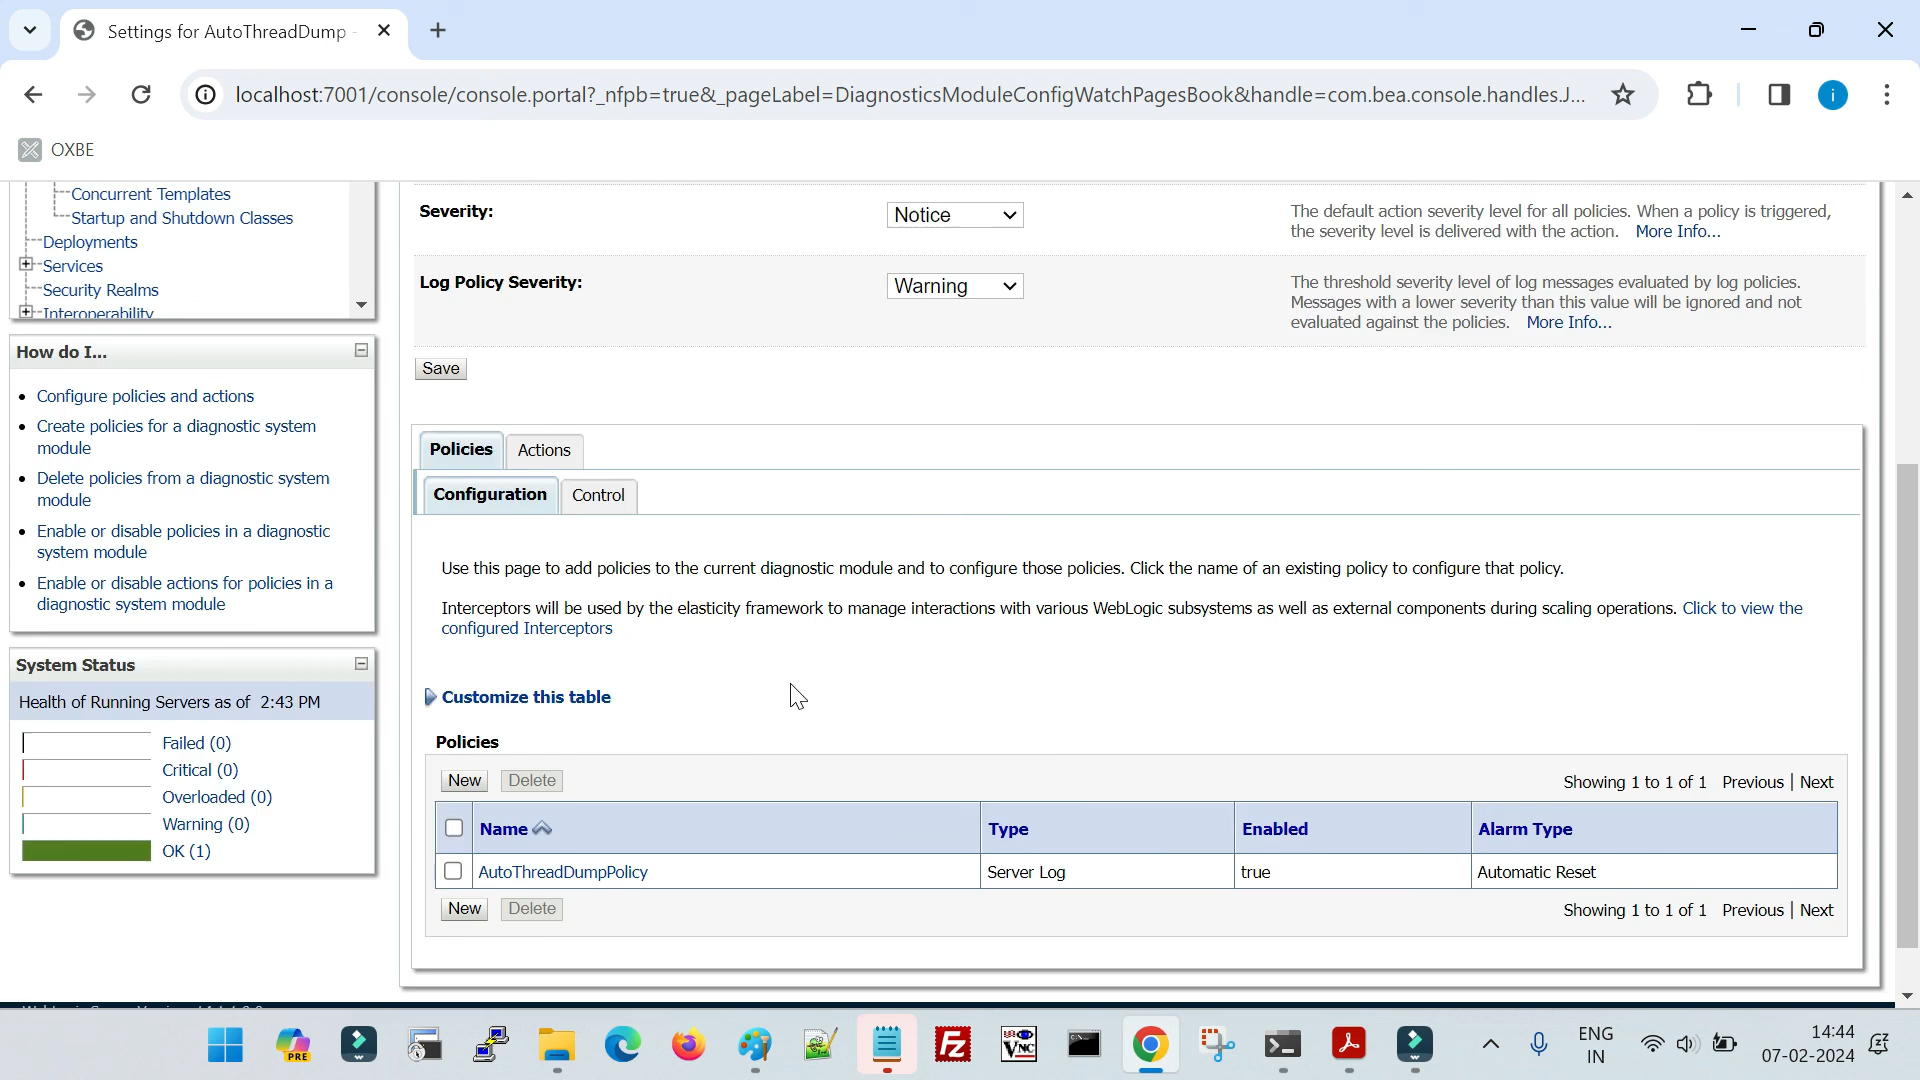 Settings for AutoThreadDump -
localhost:7001/console/console.portal?_nfpb=true&_pageLabel=DiagnosticsModuleConfigWatchPagesBook&handle=com.bea.console.handles.J...
i
OXBE
Concurrent Templates
Startup and Shutdown Classes
Deployments
Services
Security Realms
Interoperability
How do I...
Configure policies and actions
Create policies for a diagnostic system
module
Delete policies from a diagnostic system
module
Enable or disable policies in a diagnostic
system module
Enable or disable actions for policies in a
diagnostic system module
System Status
Health of Running Servers as of 2:43 PM
Failed (0)
Critical (0)
Overloaded (0)
Warning (0)
OK (1)
Severity:
Notice
The default action severity level for all policies. When a policy is triggered,
the severity level is delivered with the action. More Info...
Log Policy Severity:
Warning
The threshold severity level of log messages evaluated by log policies.
Messages with a lower severity than this value will be ignored and not
evaluated against the policies. More Info...
Save
Policies Actions
Configuration Control
Use this page to add policies to the current diagnostic module and to configure those policies. Click the name of an existing policy to configure that policy.
Interceptors will be used by the elasticity framework to manage interactions with various WebLogic subsystems as well as external components during scaling operations. Click to view the
configured Interceptors
Customize this table
Policies
New Delete Showing 1 to 1 of 1 Previous | Next
Name Type Enabled Alarm Type
AutoThreadDumpPolicy Server Log true Automatic Reset
New Delete Showing 1 to 1 of 1 Previous | Next
PRE
Fz
VNC
ENG
IN
14:44
07-02-2024